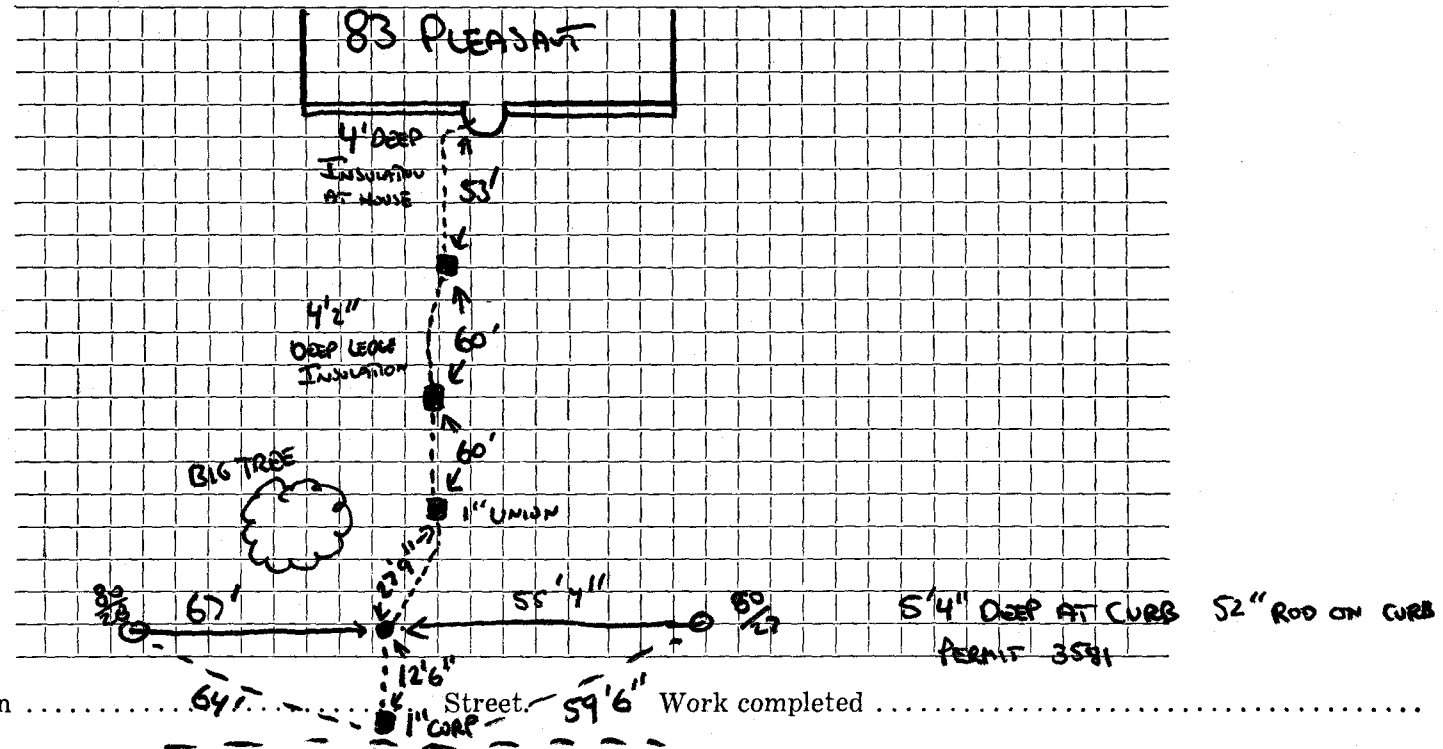 83 PLEASANT
4' DEEP
INSULATION
AT HOUSE
53'
4'2"
DEEP LEDGE
INSULATION
60'
60'
BIG TREE
1" UNION
27'9"
67'
55'4"
80/28
80/27
5'4" DEEP AT CURB 52" ROD ON CURB
PERMIT 3581
12'6"
64'
n .......... Street. 59'6" Work completed ..........
1" CORP